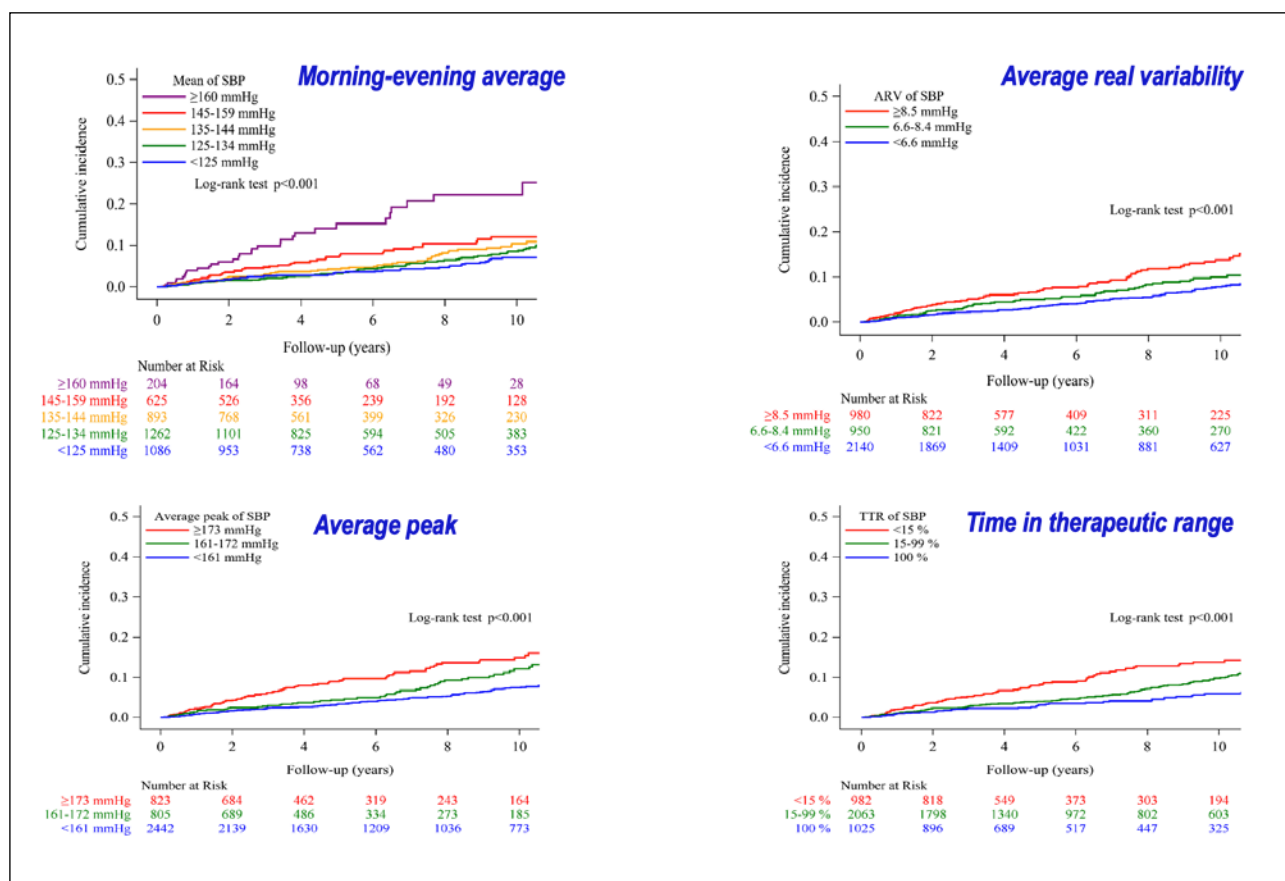 Morning-evening average
Mean of SBP
≥160 mmHg
145-159 mmHg
135-144 mmHg
125-134 mmHg
<125 mmHg
Log-rank test p<0.001
Cumulative incidence
0.5
0.4
0.3
0.2
0.1
0.0
0 2 4 6 8 10
Follow-up (years)
Number at Risk
≥160 mmHg 204 164 98 68 49 28
145-159 mmHg 625 526 356 239 192 128
135-144 mmHg 893 768 561 399 326 230
125-134 mmHg 1262 1101 825 594 505 383
<125 mmHg 1086 953 738 562 480 353
Average real variability
ARV of SBP
≥8.5 mmHg
6.6-8.4 mmHg
<6.6 mmHg
Log-rank test p<0.001
Cumulative incidence
0.5
0.4
0.3
0.2
0.1
0.0
0 2 4 6 8 10
Follow-up (years)
Number at Risk
≥8.5 mmHg 980 822 577 409 311 225
6.6-8.4 mmHg 950 821 592 422 360 270
<6.6 mmHg 2140 1869 1409 1031 881 627
Average peak
Average peak of SBP
≥173 mmHg
161-172 mmHg
<161 mmHg
Log-rank test p<0.001
Cumulative incidence
0.5
0.4
0.3
0.2
0.1
0.0
0 2 4 6 8 10
Follow-up (years)
Number at Risk
≥173 mmHg 823 684 462 319 243 164
161-172 mmHg 805 689 486 334 273 185
<161 mmHg 2442 2139 1630 1209 1036 773
Time in therapeutic range
TTR of SBP
<15 %
15-99 %
100 %
Log-rank test p<0.001
Cumulative incidence
0.5
0.4
0.3
0.2
0.1
0.0
0 2 4 6 8 10
Follow-up (years)
Number at Risk
<15 % 982 818 549 373 303 194
15-99 % 2063 1798 1340 972 802 603
100 % 1025 896 689 517 447 325